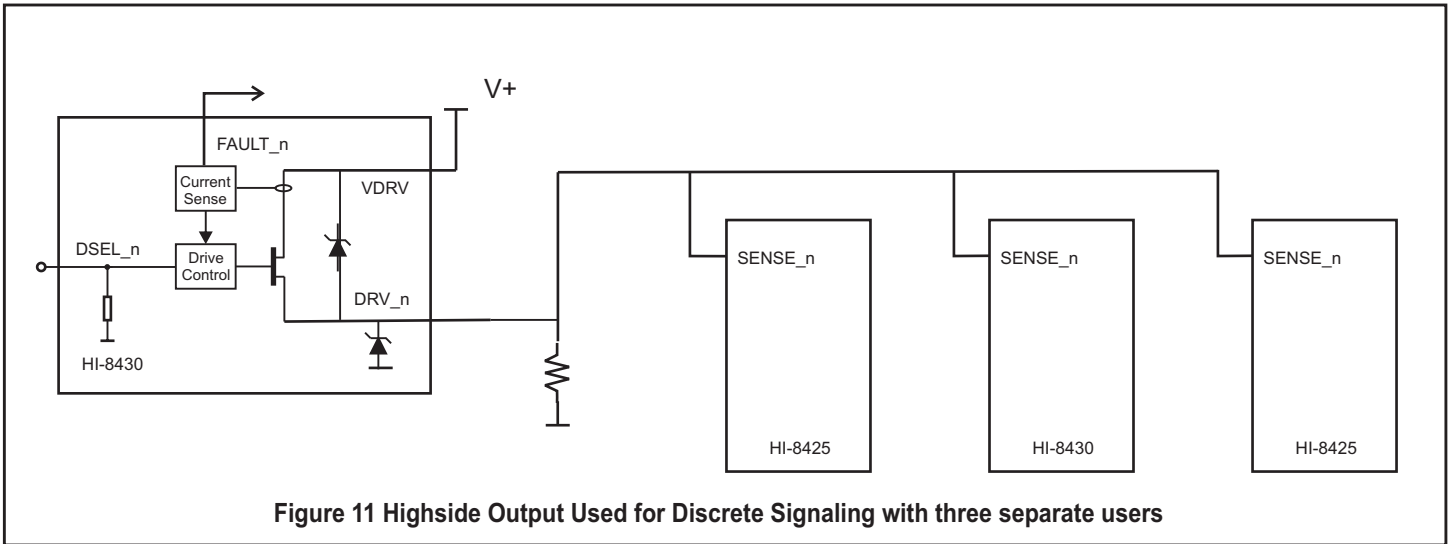 V+
FAULT_n
Current
Sense
VDRV
DSEL_n
Drive
Control
DRV_n
HI-8430
SENSE_n
SENSE_n
SENSE_n
HI-8425
HI-8430
HI-8425
Figure 11 Highside Output Used for Discrete Signaling with three separate users